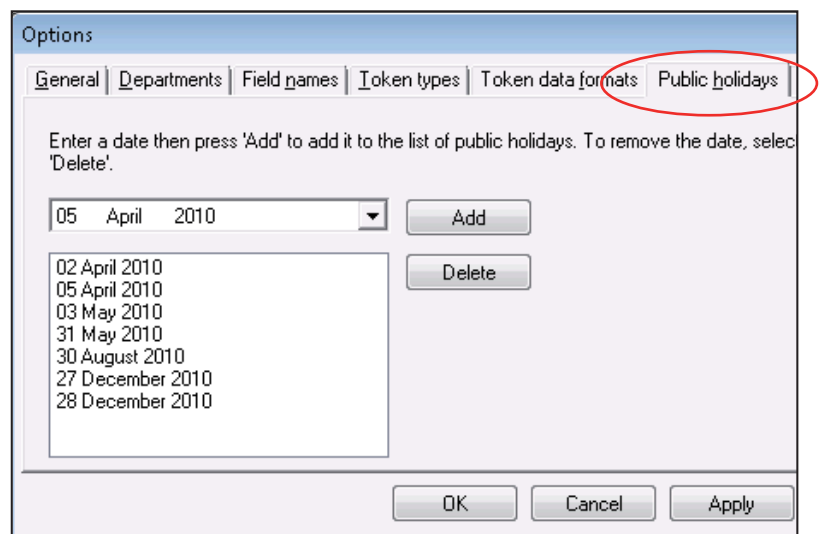 Options
General Departments Field names Token types Token data formats Public holidays
Enter a date then press 'Add' to add it to the list of public holidays. To remove the date, selec
'Delete'.
05 April 2010 Add
Delete
02 April 2010
05 April 2010
03 May 2010
31 May 2010
30 August 2010
27 December 2010
28 December 2010
OK Cancel Apply